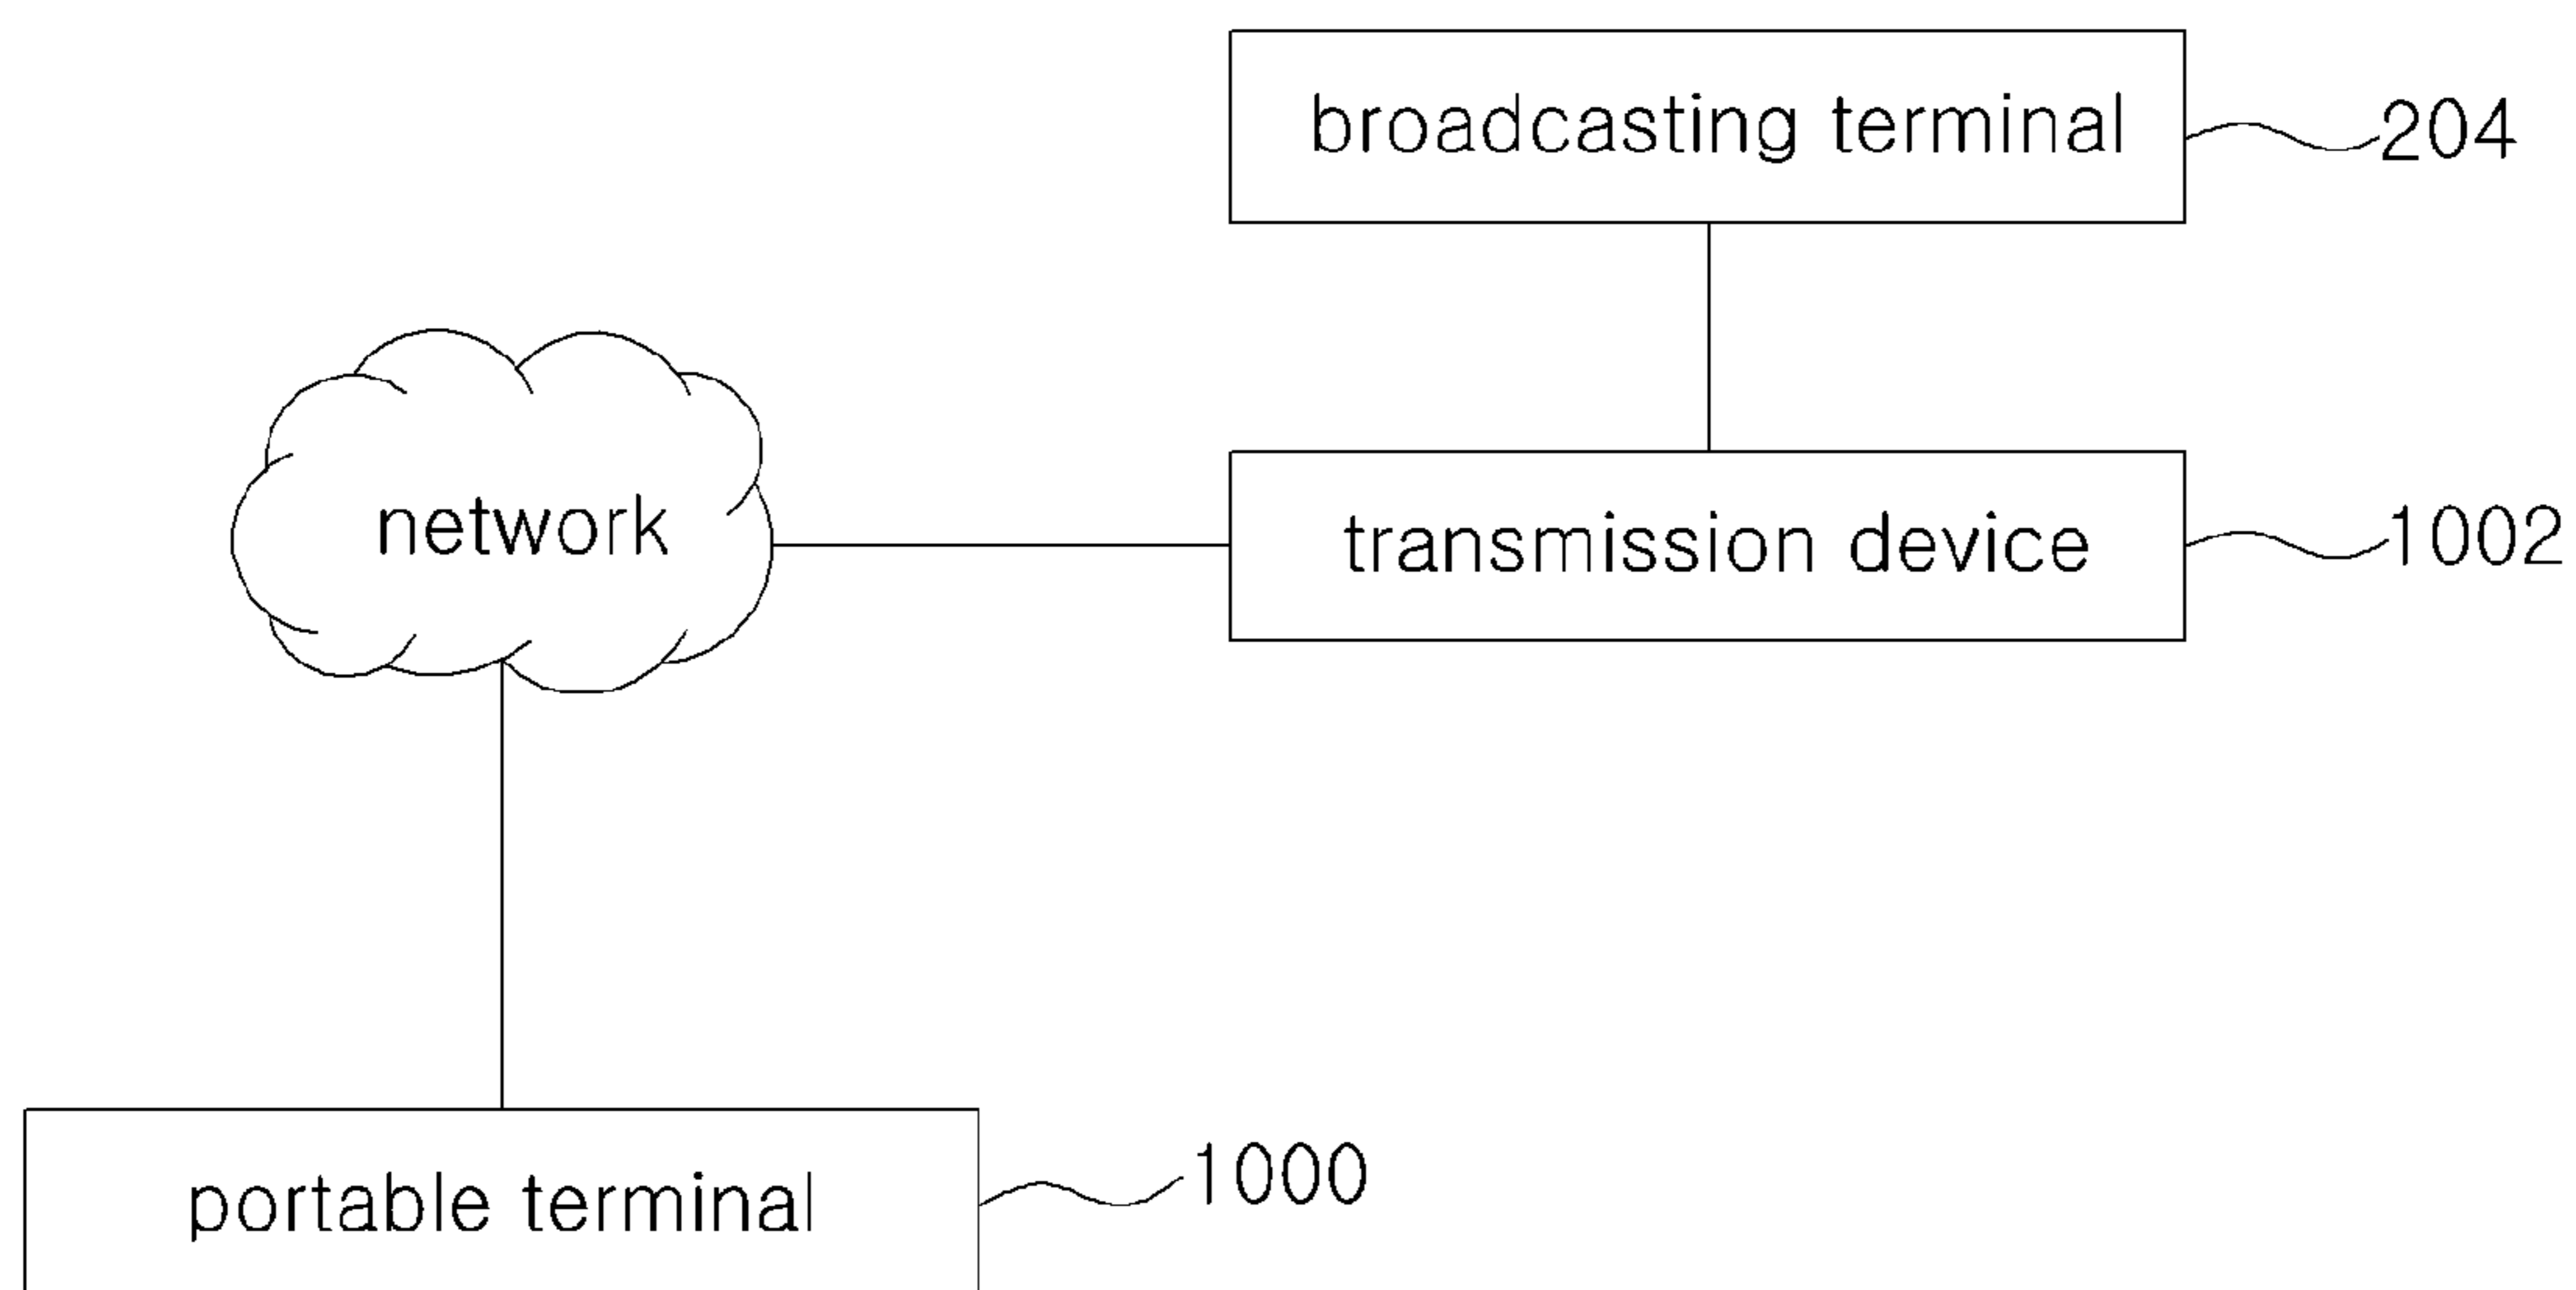 broadcasting terminal 204
network
transmission device 1002
portable terminal 1000